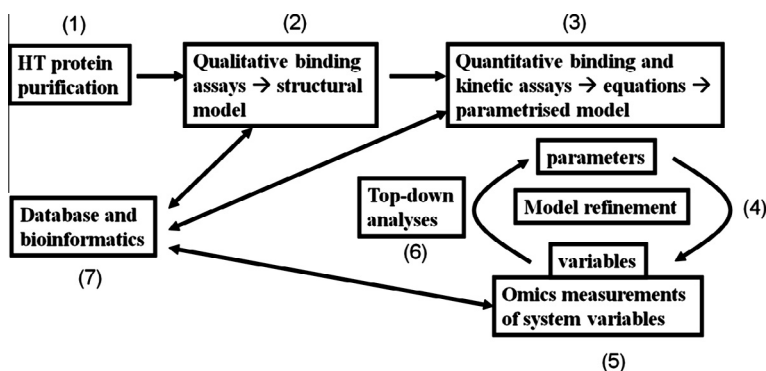 (1)
(2)
(3)
HT protein
purification
Qualitative binding
assays → structural
model
Quantitative binding and
kinetic assays → equations →
parametrised model
parameters
Top-down
analyses
(6)
Model refinement
(4)
Database and
bioinformatics
(7)
variables
Omics measurements
of system variables
(5)